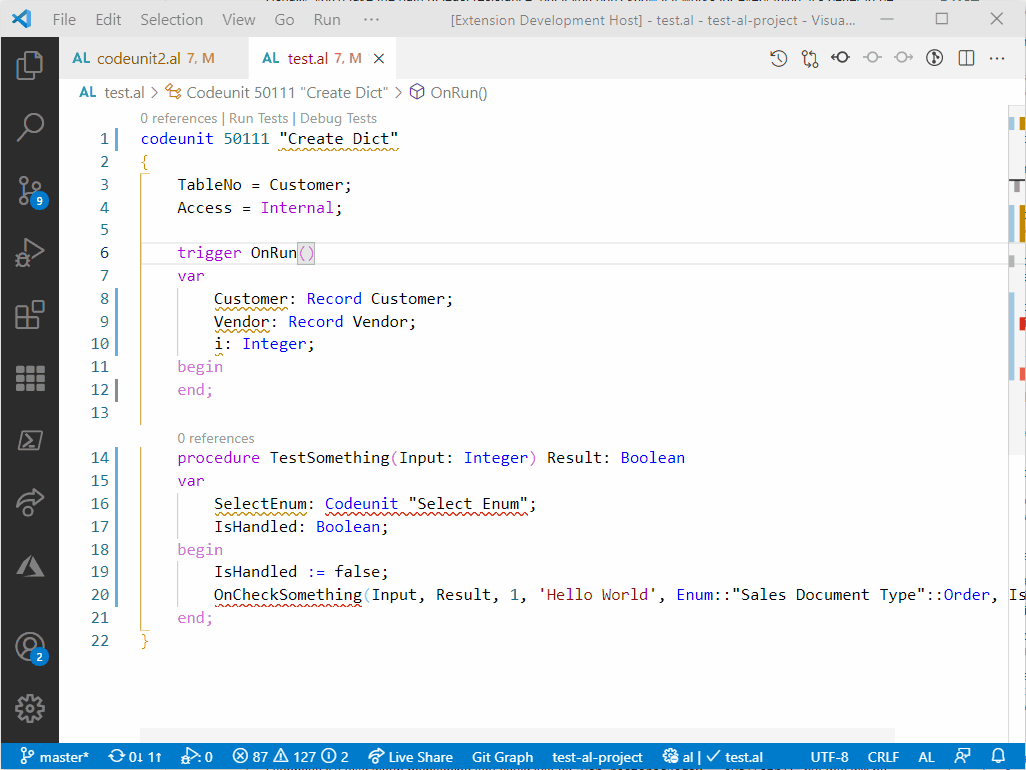 File Edit Selection View Go Run ··· [Extension Development Host] - test.al - test-al-project - Visua...
AL codeunit2.al 7, M AL test.al 7, M
AL test.al > Codeunit 50111 "Create Dict" > OnRun()
0 references | Run Tests | Debug Tests
1 codeunit 50111 "Create Dict"
2 {
3 TableNo = Customer;
4 Access = Internal;
5
6 trigger OnRun()
7 var
8 Customer: Record Customer;
9 Vendor: Record Vendor;
10 i: Integer;
11 begin
12 end;
13
0 references
14 procedure TestSomething(Input: Integer) Result: Boolean
15 var
16 SelectEnum: Codeunit "Select Enum";
17 IsHandled: Boolean;
18 begin
19 IsHandled := false;
20 OnCheckSomething(Input, Result, 1, 'Hello World', Enum::"Sales Document Type"::Order, Is
21 end;
22 }
9
2
master* 0↓ 1↑ 0 87 127 2 Live Share Git Graph test-al-project al | ✓ test.al UTF-8 CRLF AL